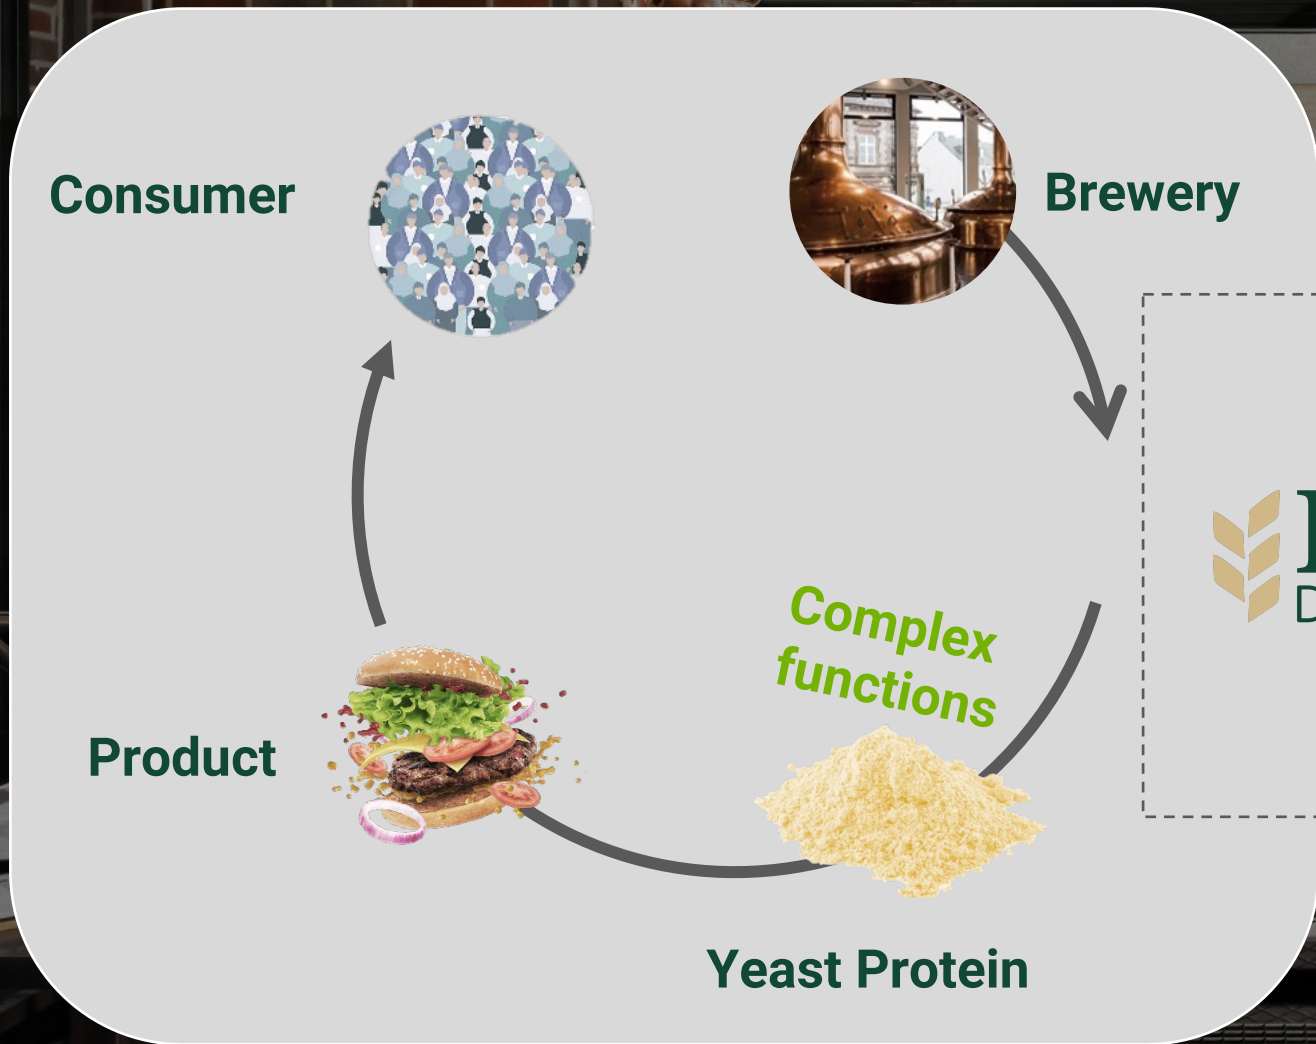 Consumer
Brewery
Complex
functions
Product
Yeast Protein